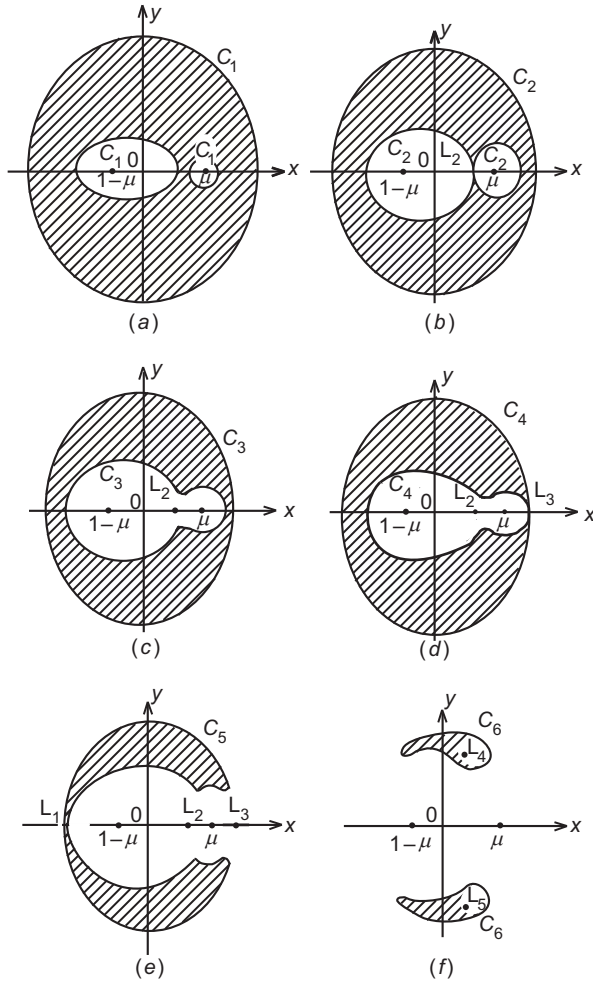 y
C₁
C₁ 0 C₁ x
1–μ μ
(a)
y
C₂
C₂ 0 L₂ C₂ x
1–μ μ
(b)
y
C₃
C₃ L₂
0 x
1–μ μ
(c)
y
C₄
C₄ 0 L₂ L₃ x
1–μ μ
(d)
y
C₅
L₁ 0 L₂ L₃ x
1–μ μ
(e)
y
C₆
L₄
0 x
1–μ μ
L₅
C₆
(f)